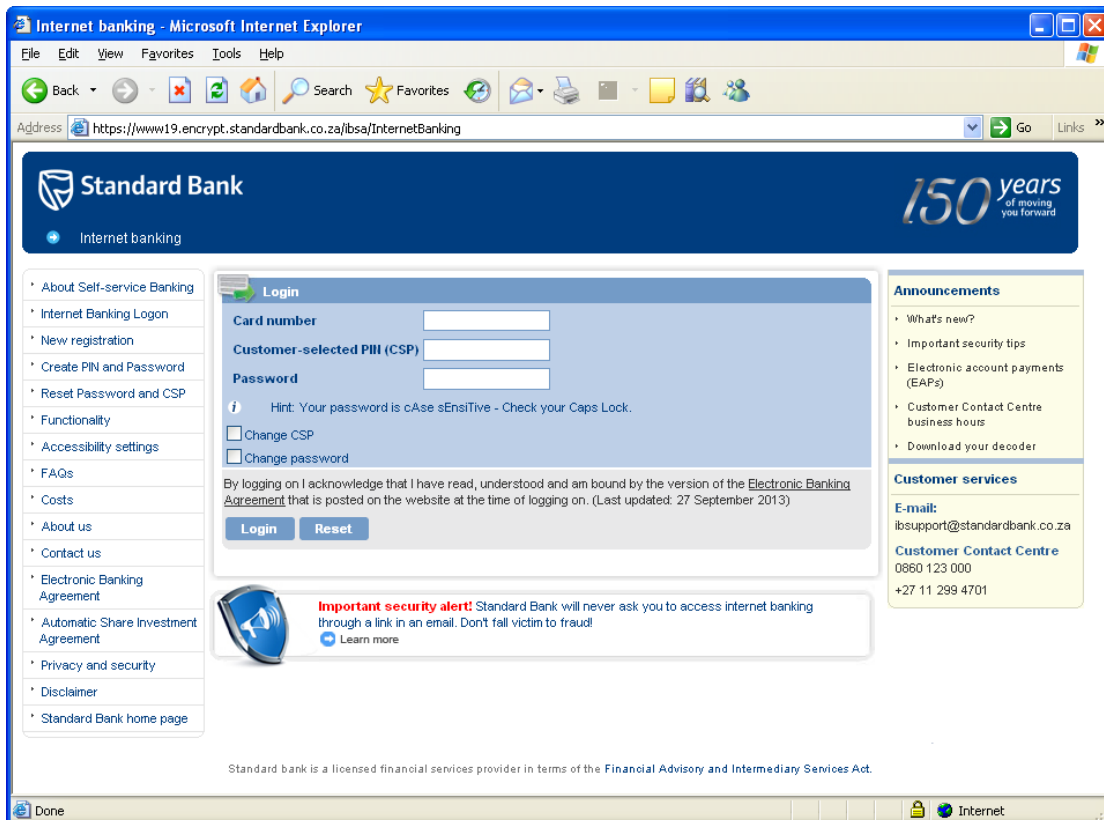 Internet banking - Microsoft Internet Explorer
File Edit View Favorites Tools Help
Back Search Favorites
Address https://www19.encrypt.standardbank.co.za/ibsa/InternetBanking Go Links »
Standard Bank
150 years
of moving
you forward
Internet banking
About Self-service Banking
Internet Banking Logon
New registration
Create PIN and Password
Reset Password and CSP
Functionality
Accessibility settings
FAQs
Costs
About us
Contact us
Electronic Banking
Agreement
Automatic Share Investment
Agreement
Privacy and security
Disclaimer
Standard Bank home page
Login
Card number
Customer-selected PIN (CSP)
Password
i Hint: Your password is cAse sEnsiTive - Check your Caps Lock.
Change CSP
Change password
By logging on I acknowledge that I have read, understood and am bound by the version of the Electronic Banking
Agreement that is posted on the website at the time of logging on. (Last updated: 27 September 2013)
Login Reset
Important security alert! Standard Bank will never ask you to access internet banking
through a link in an email. Don't fall victim to fraud!
Learn more
Announcements
What's new?
Important security tips
Electronic account payments
(EAPs)
Customer Contact Centre
business hours
Download your decoder
Customer services
E-mail:
ibsupport@standardbank.co.za
Customer Contact Centre
0860 123 000
+27 11 299 4701
Standard bank is a licensed financial services provider in terms of the Financial Advisory and Intermediary Services Act.
Done Internet